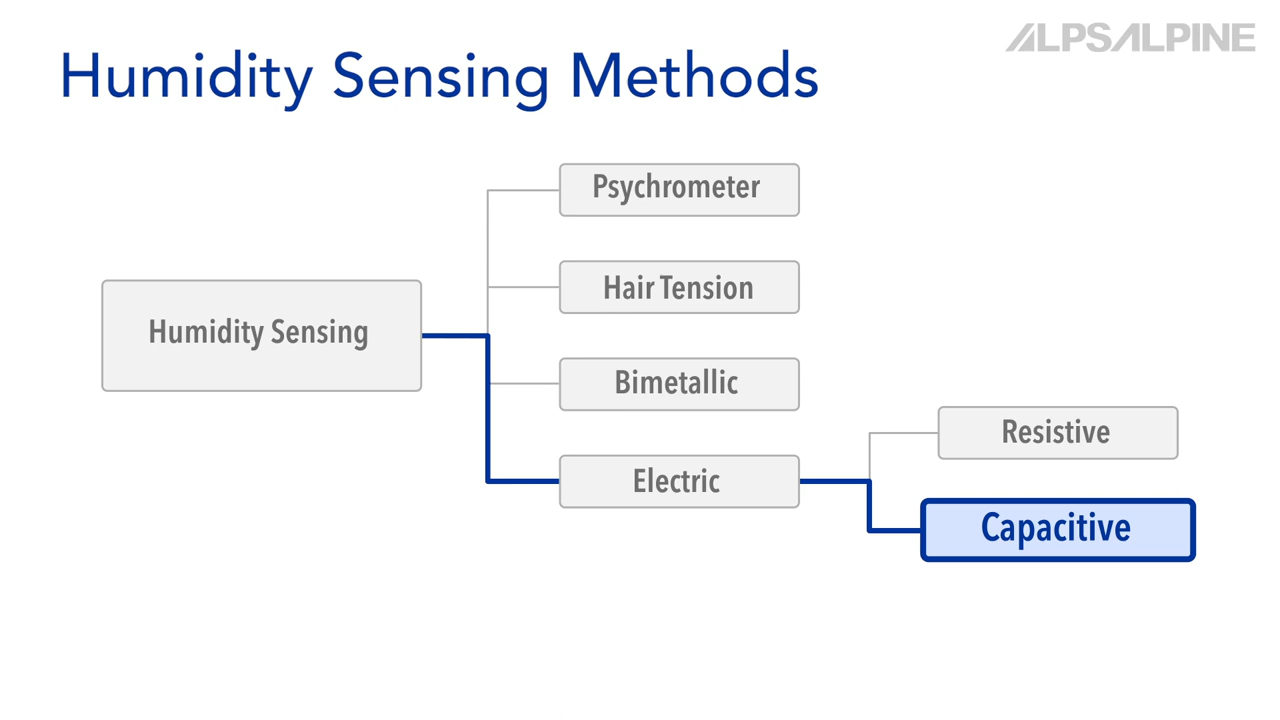 ALPSALPINE
Humidity Sensing Methods
Psychrometer
Hair Tension
Humidity Sensing
Bimetallic
Resistive
Electric
Capacitive